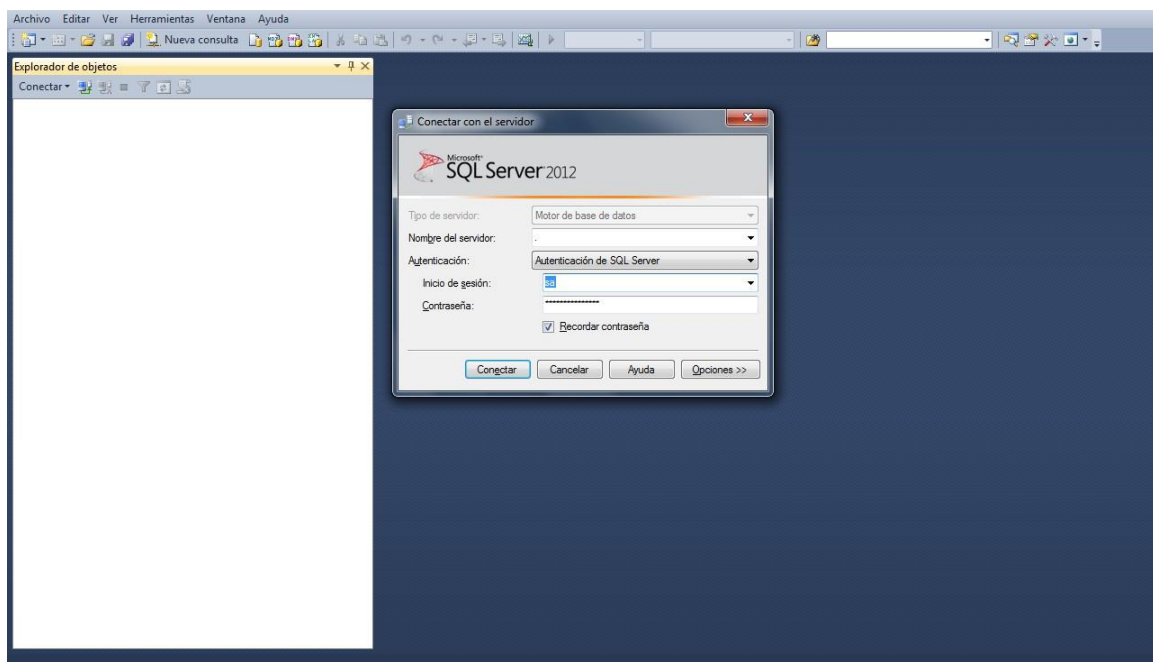 Archivo Editar Ver Herramientas Ventana Ayuda
Nueva consulta
Explorador de objetos
Conectar
Conectar con el servidor
Microsoft
SQL Server 2012
Tipo de servidor: Motor de base de datos
Nombre del servidor: .
Autenticación: Autenticación de SQL Server
Inicio de sesión: sa
Contraseña: ***************
Recordar contraseña
Conectar Cancelar Ayuda Opciones >>